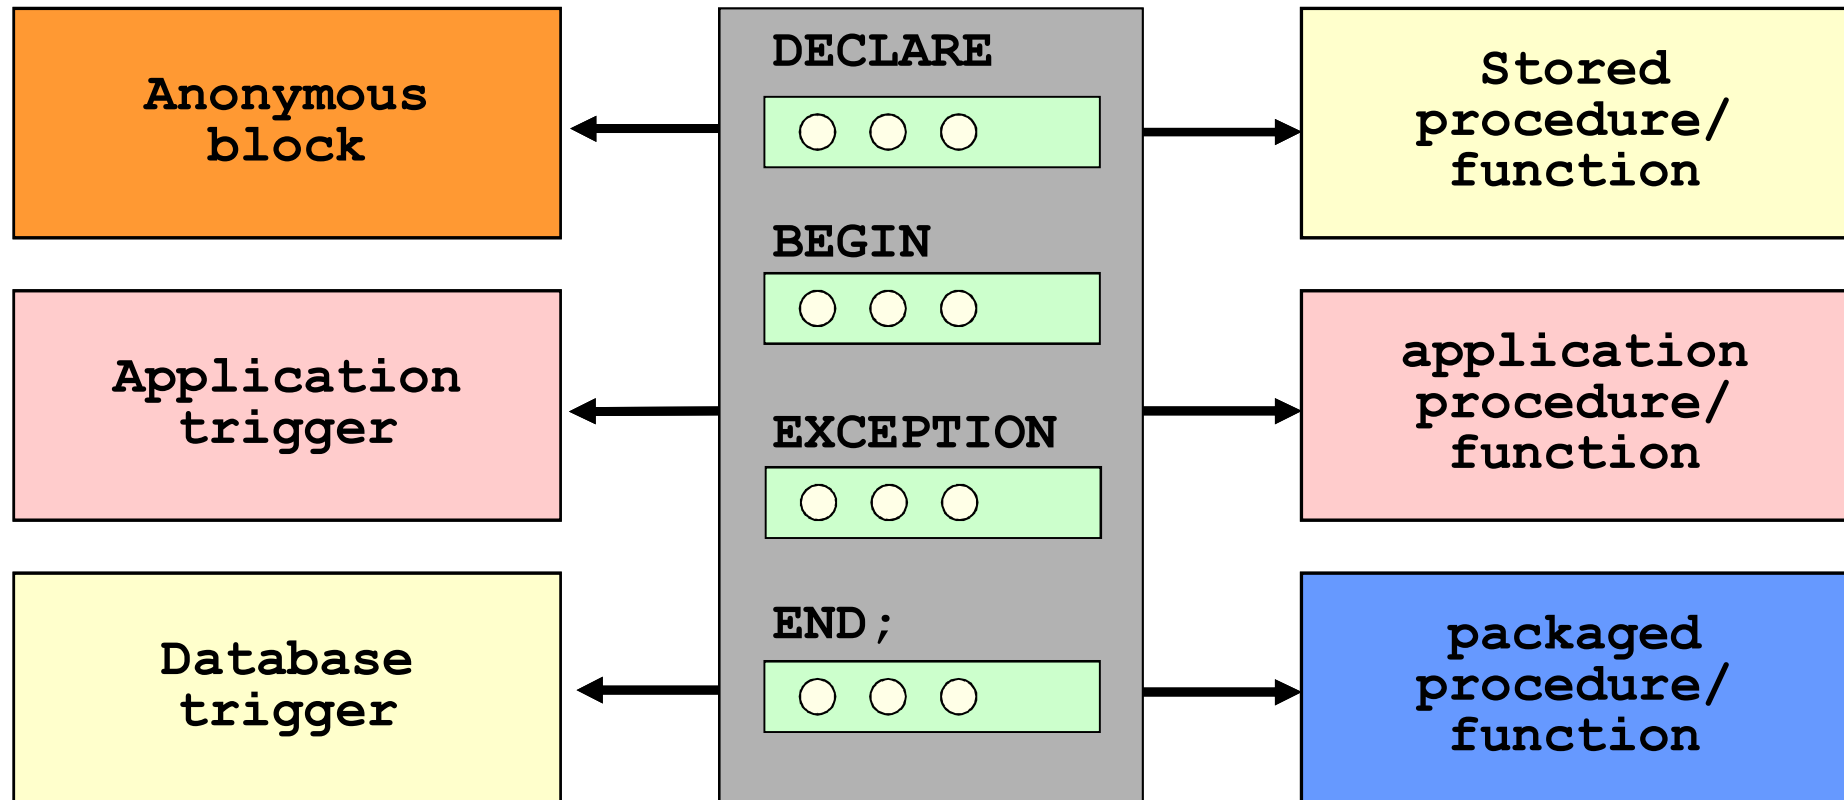 Anonymous
block
Application
trigger
Database
trigger
DECLARE
BEGIN
EXCEPTION
END;
Stored
procedure/
function
application
procedure/
function
packaged
procedure/
function